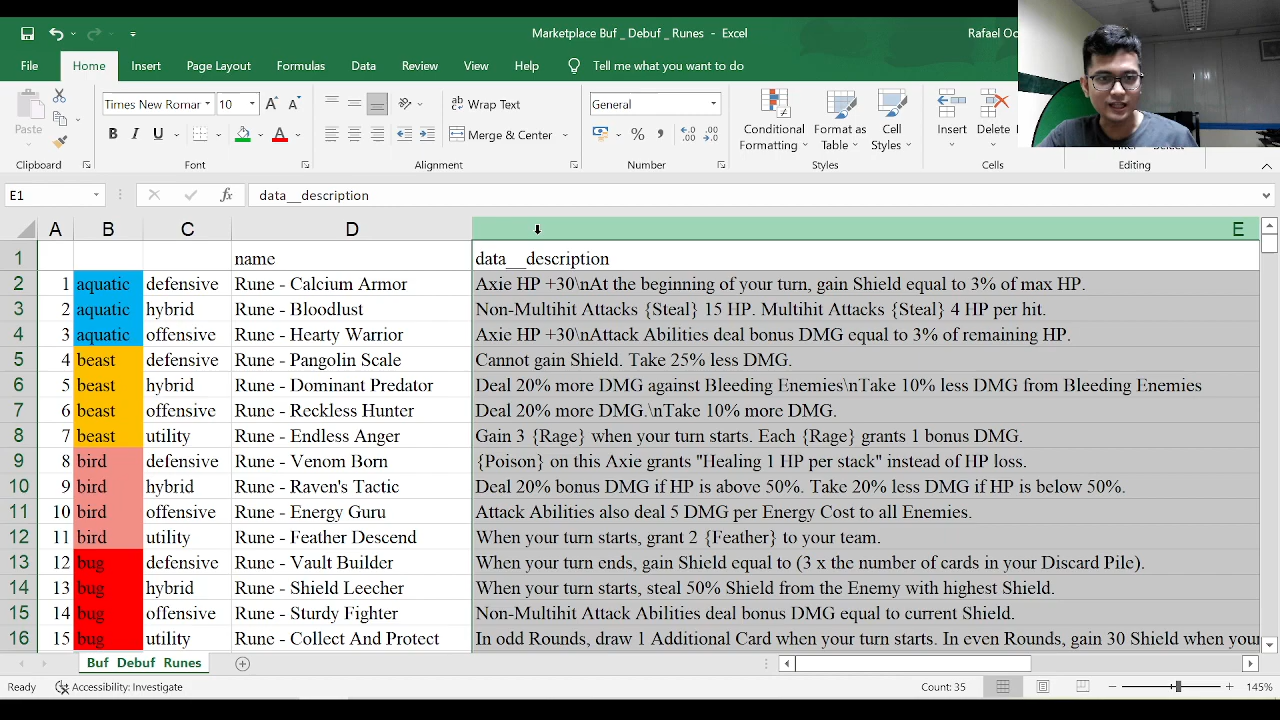 Marketplace Buf _ Debuf _ Runes - Excel
Rafael Oc
File Home Insert Page Layout Formulas Data Review View Help Tell me what you want to do
Paste
Times New Romar 10
B I U A
Wrap Text
Merge & Center
General
% ,
Conditional Formatting
Format as Table
Cell Styles
Insert
Delete
Clipboard Font Alignment Number Styles Cells Editing
E1 fx data__description
A B C D E
1 name data__description
2 1 aquatic defensive Rune - Calcium Armor Axie HP +30\nAt the beginning of your turn, gain Shield equal to 3% of max HP.
3 2 aquatic hybrid Rune - Bloodlust Non-Multihit Attacks {Steal} 15 HP. Multihit Attacks {Steal} 4 HP per hit.
4 3 aquatic offensive Rune - Hearty Warrior Axie HP +30\nAttack Abilities deal bonus DMG equal to 3% of remaining HP.
5 4 beast defensive Rune - Pangolin Scale Cannot gain Shield. Take 25% less DMG.
6 5 beast hybrid Rune - Dominant Predator Deal 20% more DMG against Bleeding Enemies\nTake 10% less DMG from Bleeding Enemies
7 6 beast offensive Rune - Reckless Hunter Deal 20% more DMG.\nTake 10% more DMG.
8 7 beast utility Rune - Endless Anger Gain 3 {Rage} when your turn starts. Each {Rage} grants 1 bonus DMG.
9 8 bird defensive Rune - Venom Born {Poison} on this Axie grants "Healing 1 HP per stack" instead of HP loss.
10 9 bird hybrid Rune - Raven's Tactic Deal 20% bonus DMG if HP is above 50%. Take 20% less DMG if HP is below 50%.
11 10 bird offensive Rune - Energy Guru Attack Abilities also deal 5 DMG per Energy Cost to all Enemies.
12 11 bird utility Rune - Feather Descend When your turn starts, grant 2 {Feather} to your team.
13 12 bug defensive Rune - Vault Builder When your turn ends, gain Shield equal to (3 x the number of cards in your Discard Pile).
14 13 bug hybrid Rune - Shield Leecher When your turn starts, steal 50% Shield from the Enemy with highest Shield.
15 14 bug offensive Rune - Sturdy Fighter Non-Multihit Attack Abilities deal bonus DMG equal to current Shield.
16 15 bug utility Rune - Collect And Protect In odd Rounds, draw 1 Additional Card when your turn starts. In even Rounds, gain 30 Shield when your
Buf_Debuf_Runes
Ready Accessibility: Investigate Count: 35 145%